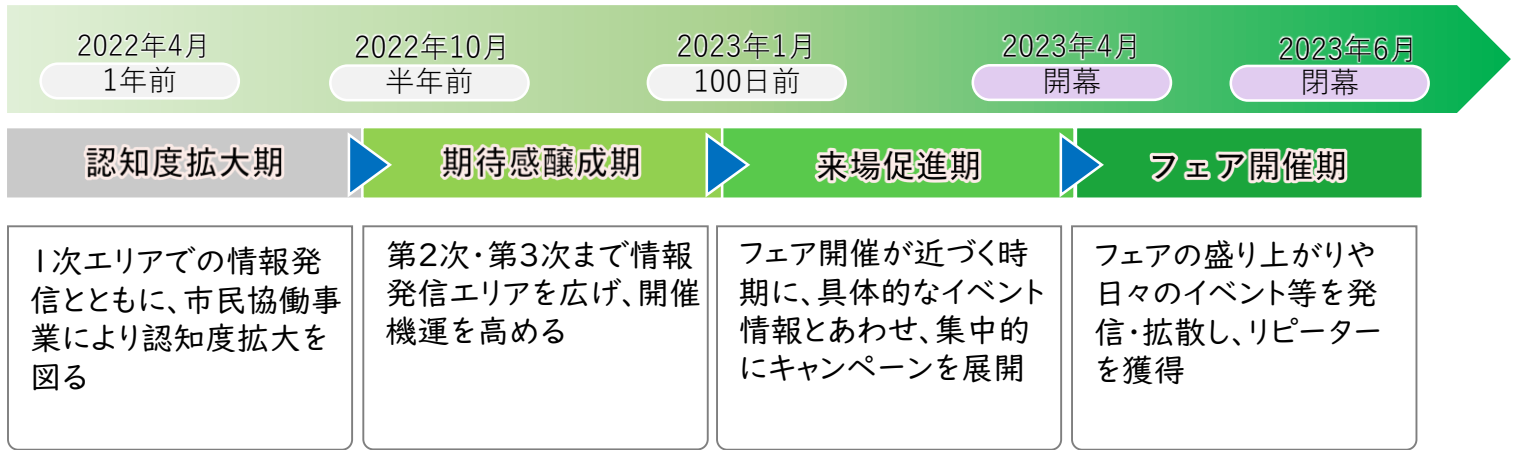 2022年4月
1年前
2022年10月
半年前
2023年1月
100日前
2023年4月
開幕
2023年6月
閉幕
認知度拡大期
期待感醸成期
来場促進期
フェア開催期
1次エリアでの情報発
信とともに、市民協働事
業により認知度拡大を
図る
第2次・第3次まで情報
発信エリアを広げ、開催
機運を高める
フェア開催が近づく時
期に、具体的なイベント
情報とあわせ、集中的
にキャンペーンを展開
フェアの盛り上がりや
日々のイベント等を発
信・拡散し、リピーター
を獲得